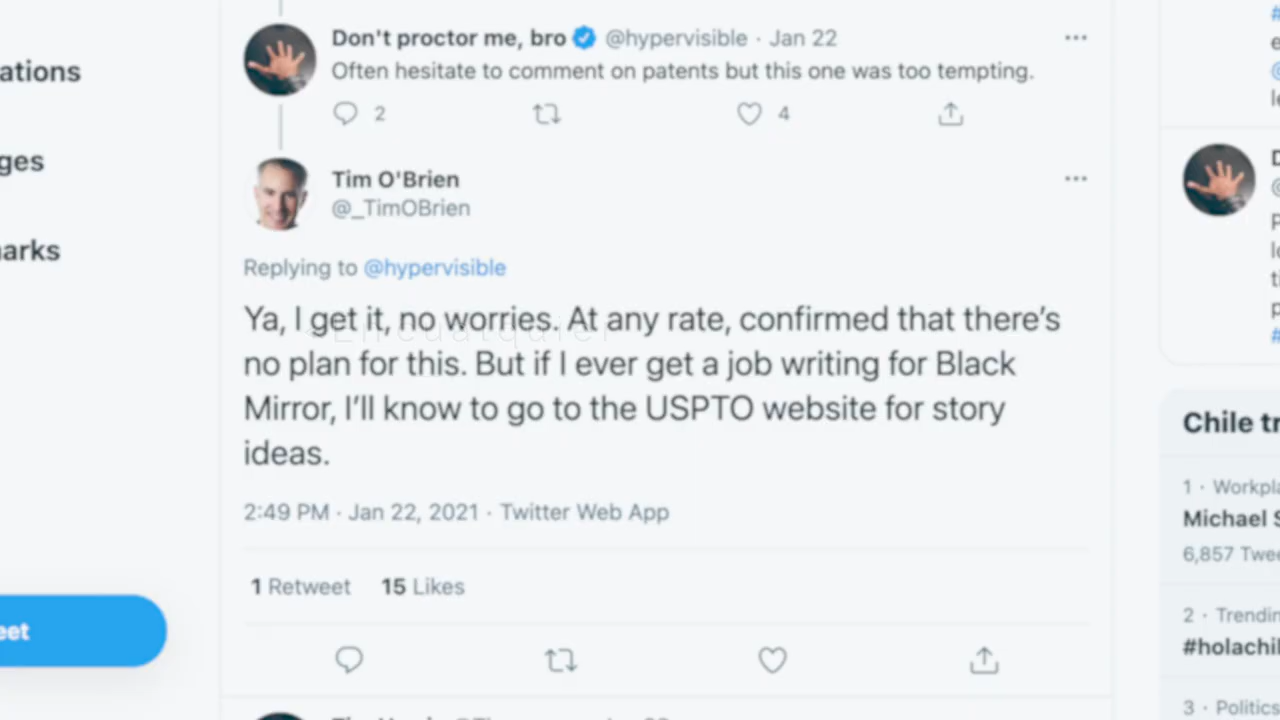 ations
ges
arks
eet
Don't proctor me, bro @hypervisible · Jan 22
Often hesitate to comment on patents but this one was too tempting.
2 4
Tim O'Brien
@_TimOBrien
Replying to @hypervisible
Ya, I get it, no worries. At any rate, confirmed that there's
no plan for this. But if I ever get a job writing for Black
Mirror, I'll know to go to the USPTO website for story
ideas.
En cualquier
2:49 PM · Jan 22, 2021 · Twitter Web App
1 Retweet 15 Likes
Chile tr
1 · Workpla
Michael S
6,857 Twee
2 · Trendin
#holachil
3 · Politics